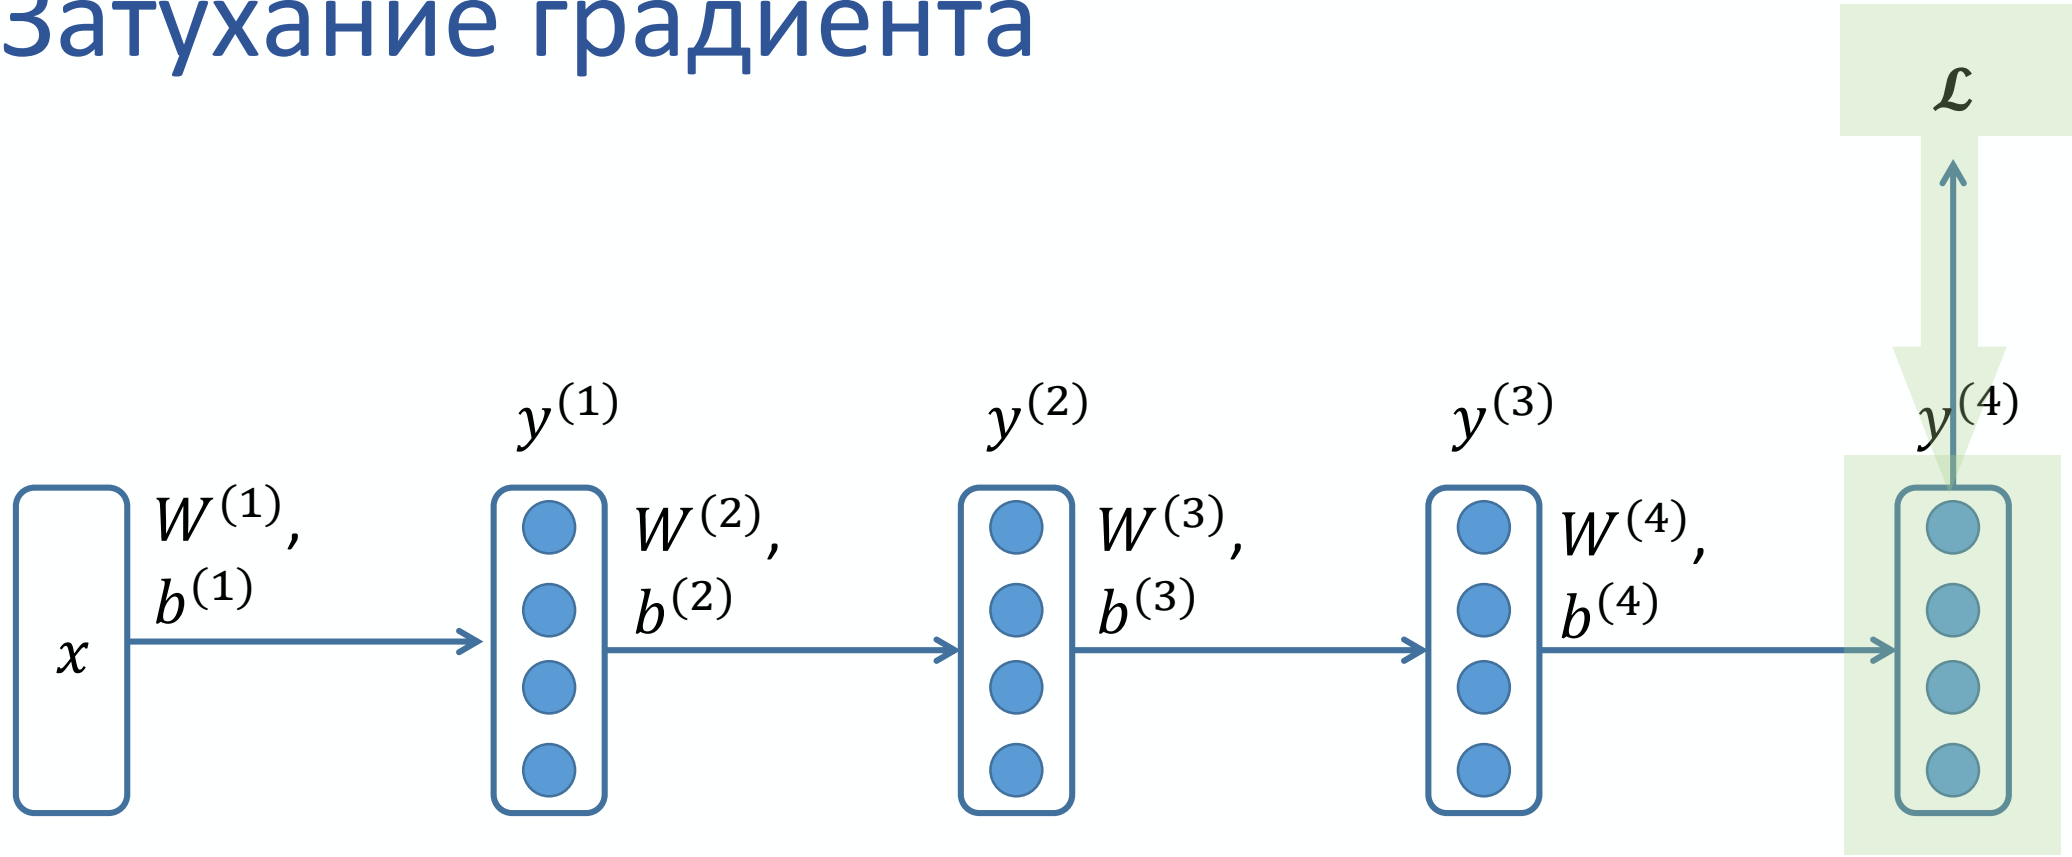 Затухание градиента
ℒ
y^(1) y^(2) y^(3) y^(4)
W^(1), W^(2), W^(3), W^(4),
b^(1) b^(2) b^(3) b^(4)
x